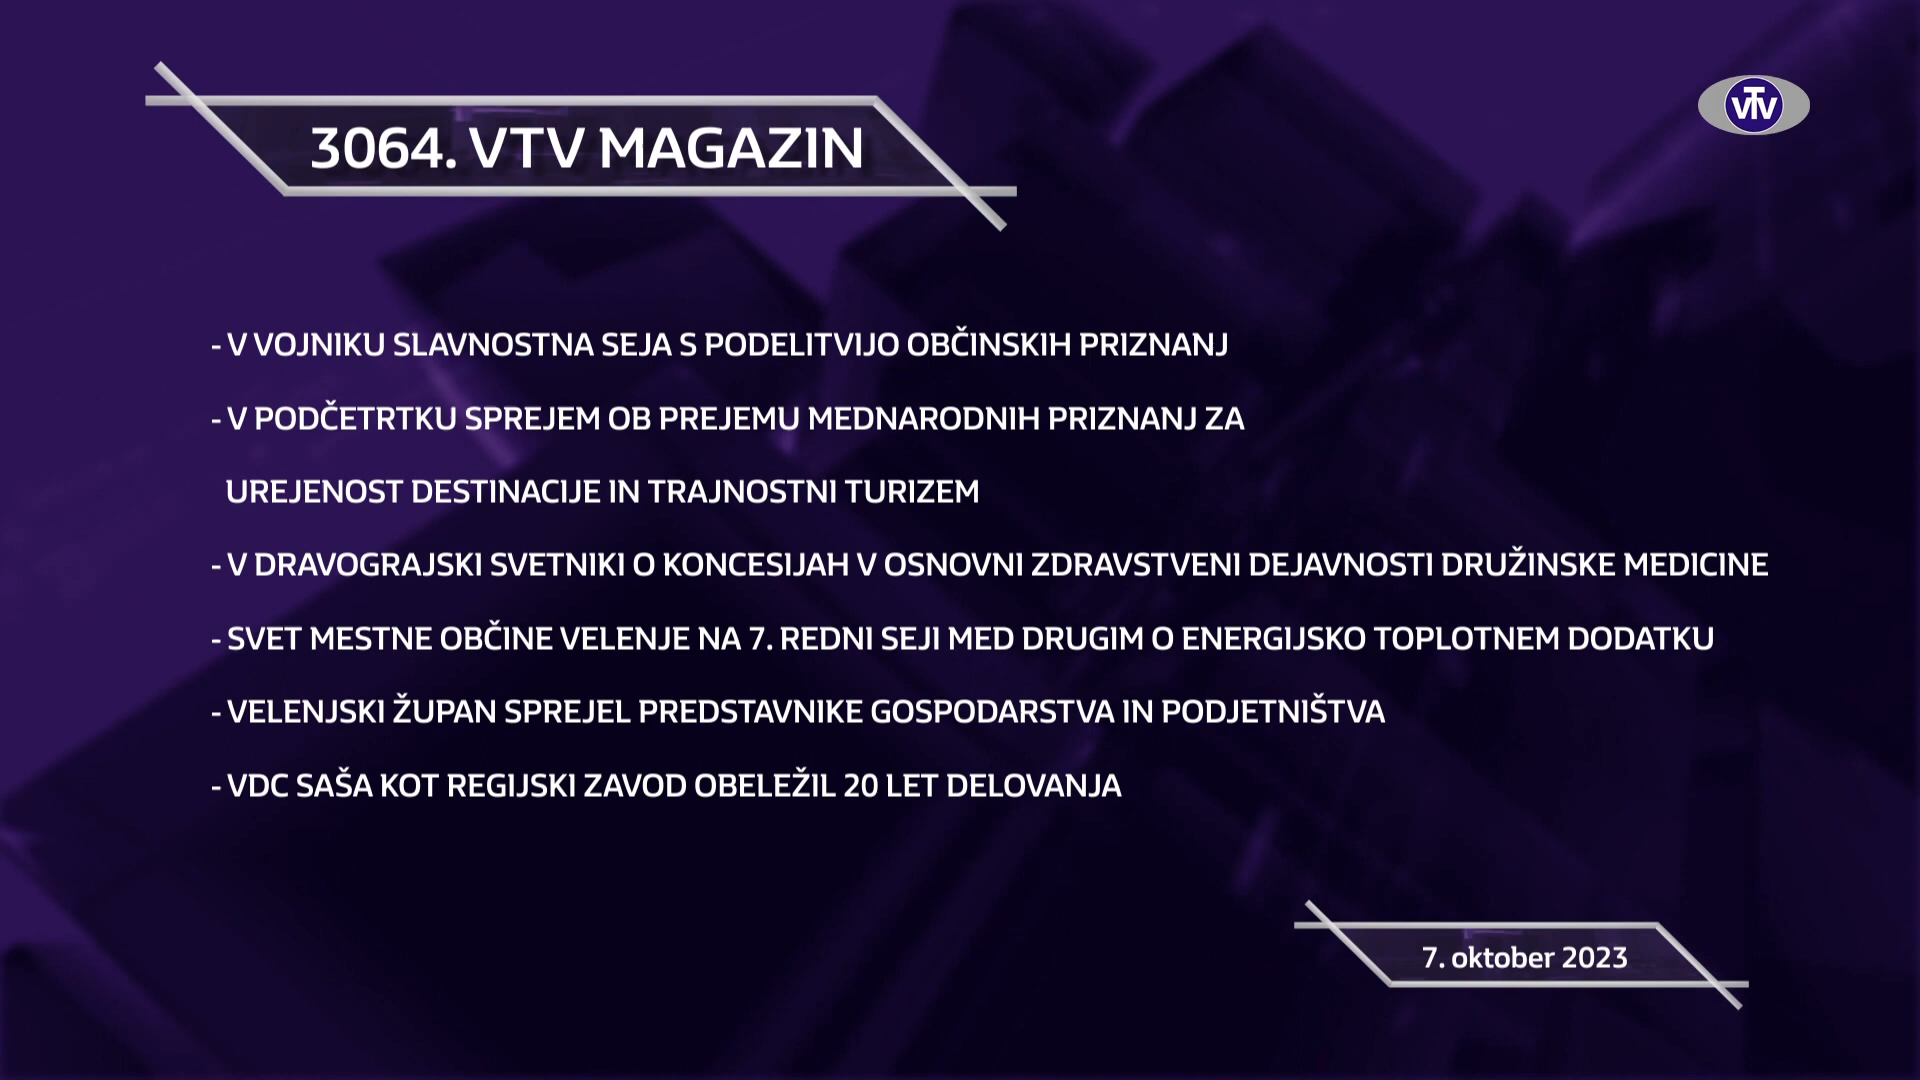 3064. VTV MAGAZIN
VTV
- V VOJNIKU SLAVNOSTNA SEJA S PODELITVIJO OBČINSKIH PRIZNANJ
- V PODČETRTKU SPREJEM OB PREJEMU MEDNARODNIH PRIZNANJ ZA
UREJENOST DESTINACIJE IN TRAJNOSTNI TURIZEM
- V DRAVOGRAJSKI SVETNIKI O KONCESIJAH V OSNOVNI ZDRAVSTVENI DEJAVNOSTI DRUŽINSKE MEDICINE
- SVET MESTNE OBČINE VELENJE NA 7. REDNI SEJI MED DRUGIM O ENERGIJSKO TOPLOTNEM DODATKU
- VELENJSKI ŽUPAN SPREJEL PREDSTAVNIKE GOSPODARSTVA IN PODJETNIŠTVA
- VDC SAŠA KOT REGIJSKI ZAVOD OBELEŽIL 20 LET DELOVANJA
7. oktober 2023